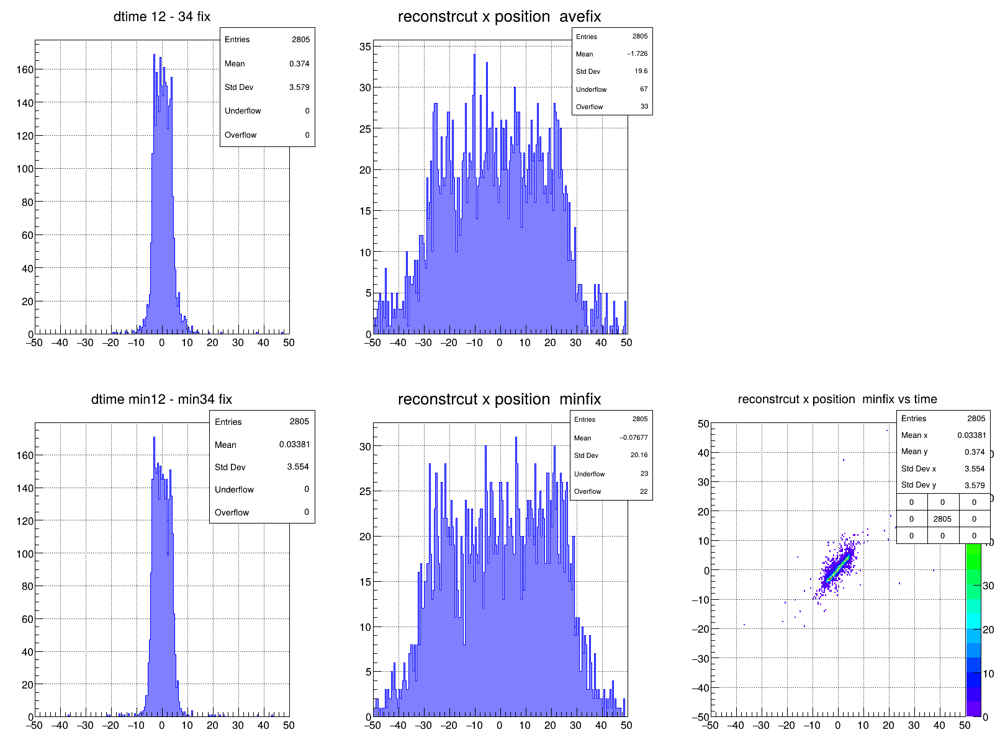 dtime 12 - 34 fix
Entries 2805
Mean 0.374
Std Dev 3.579
Underflow 0
Overflow 0
160
140
120
100
80
60
40
20
0
−50 −40 −30 −20 −10 0 10 20 30 40 50
reconstrcut x position  avefix
Entries 2805
Mean −1.726
Std Dev 19.6
Underflow 67
Overflow 33
35
30
25
20
15
10
5
0
−50 −40 −30 −20 −10 0 10 20 30 40 50
dtime min12 - min34 fix
Entries 2805
Mean 0.03381
Std Dev 3.554
Underflow 0
Overflow 0
160
140
120
100
80
60
40
20
0
−50 −40 −30 −20 −10 0 10 20 30 40 50
reconstrcut x position  minfix
Entries 2805
Mean −0.07677
Std Dev 20.16
Underflow 23
Overflow 22
30
25
20
15
10
5
0
−50 −40 −30 −20 −10 0 10 20 30 40 50
reconstrcut x position  minfix vs time
Entries 2805
Mean x 0.03381
Mean y 0.374
Std Dev x 3.554
Std Dev y 3.579
0 0 0
0 2805 0
0 0 0
50
40
30
20
10
0
−10
−20
−30
−40
−50
−50 −40 −30 −20 −10 0 10 20 30 40 50
30
20
10
0